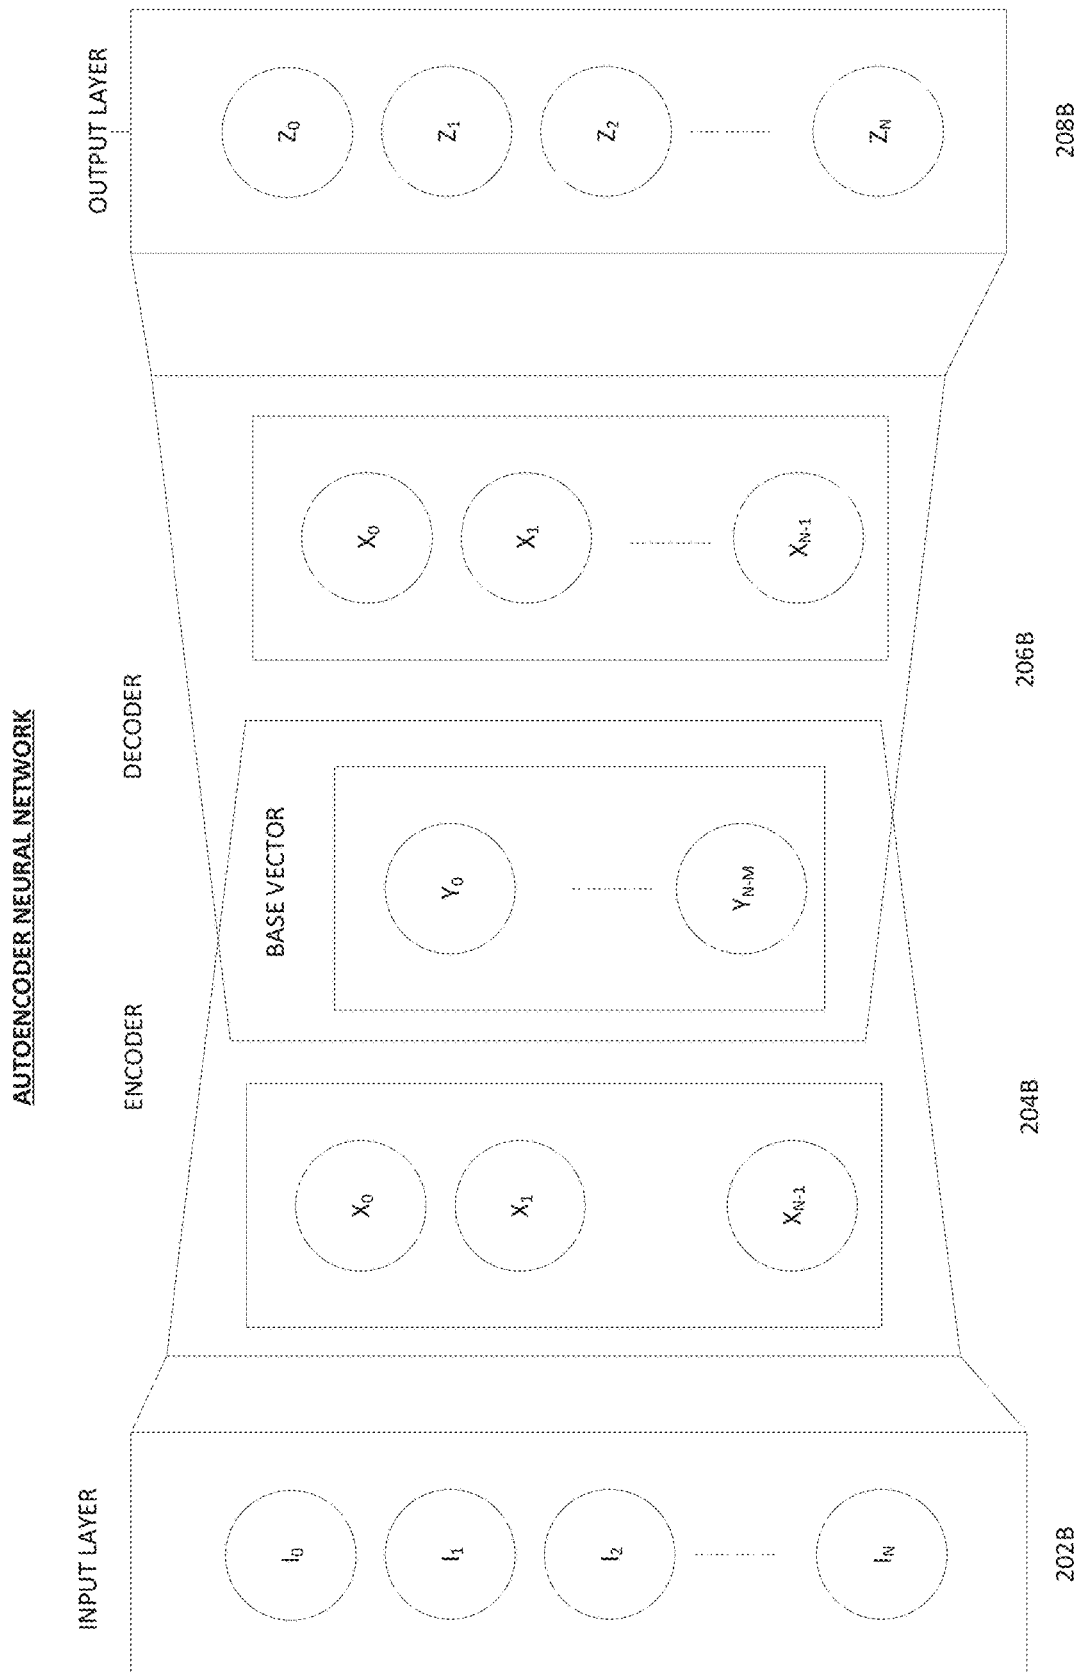 AUTOENCODER NEURAL NETWORK
INPUT LAYER
ENCODER
DECODER
OUTPUT LAYER
I0
I1
I2
IN
X0
X1
XN-1
BASE VECTOR
Y0
YN-M
X0
X1
XN-1
Z0
Z1
Z2
ZN
202B
204B
206B
208B